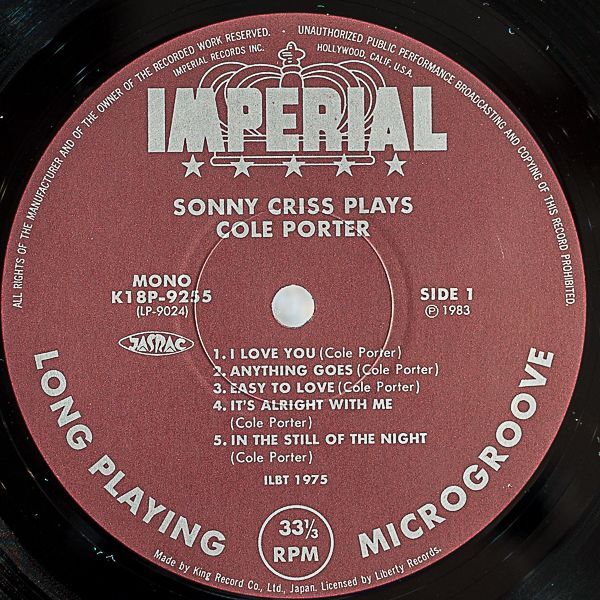 ALL RIGHTS OF THE MANUFACTURER AND OF THE OWNER OF THE RECORDED WORK RESERVED. · UNAUTHORIZED PUBLIC PERFORMANCE BROADCASTING AND COPYING OF THIS RECORD PROHIBITED.
IMPERIAL RECORDS INC. HOLLYWOOD, CALIF. U.S.A.
IMPERIAL
SONNY CRISS PLAYS
COLE PORTER
MONO
K18P-9255
(LP-9024)
JASRAC
SIDE 1
Ⓟ 1983
1. I LOVE YOU (Cole Porter)
2. ANYTHING GOES (Cole Porter)
3. EASY TO LOVE (Cole Porter)
4. IT'S ALRIGHT WITH ME
(Cole Porter)
5. IN THE STILL OF THE NIGHT
(Cole Porter)
ILBT 1975
LONG PLAYING
33⅓
RPM
MICROGROOVE
Made by King Record Co., Ltd., Japan. Licensed by Liberty Records.